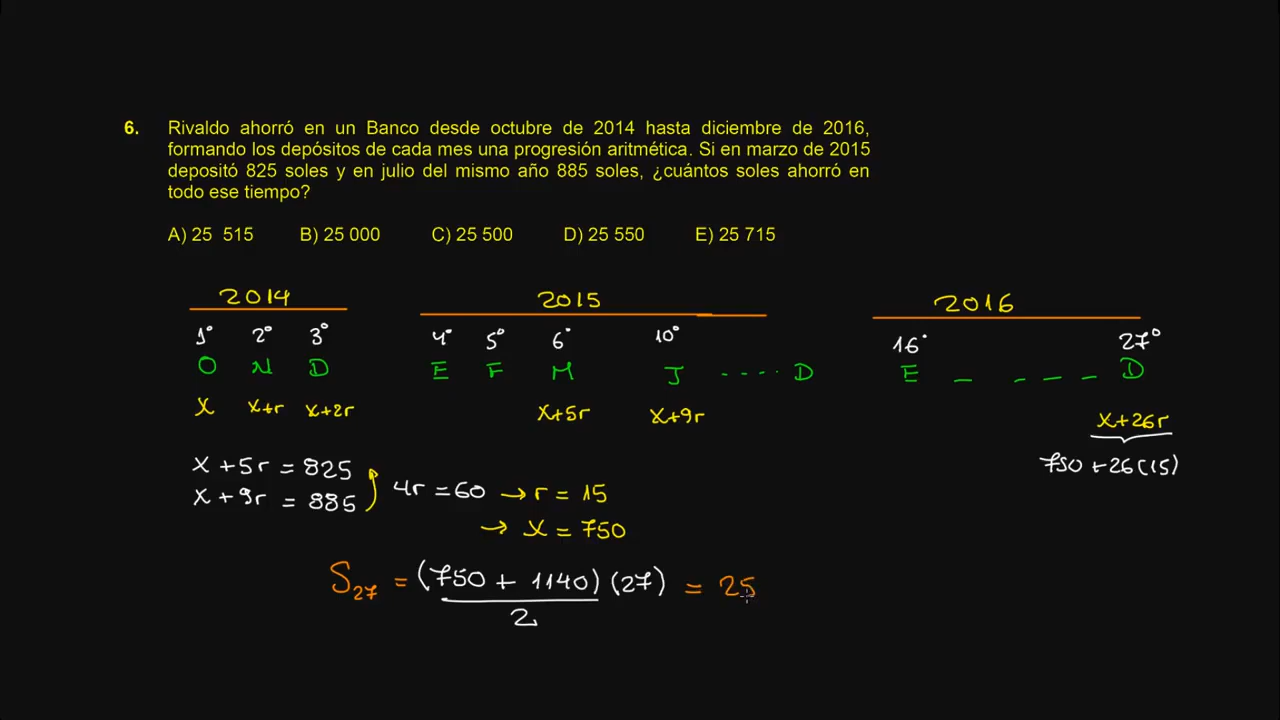 6. Rivaldo ahorró en un Banco desde octubre de 2014 hasta diciembre de 2016,
formando los depósitos de cada mes una progresión aritmética. Si en marzo de 2015
depositó 825 soles y en julio del mismo año 885 soles, ¿cuántos soles ahorró en
todo ese tiempo?
A) 25 515 B) 25 000 C) 25 500 D) 25 550 E) 25 715
2014 2015 2016
1° 2° 3° 4° 5° 6° 10° 16° 27°
O N D E F M J ---- D E — — — — D
x x+r x+2r x+5r x+9r x+26r
750 +26(15)
x +5r = 825
x + 9r = 885
4r = 60 → r = 15
→ x = 750
S27 = (750 + 1140) (27) = 25
2